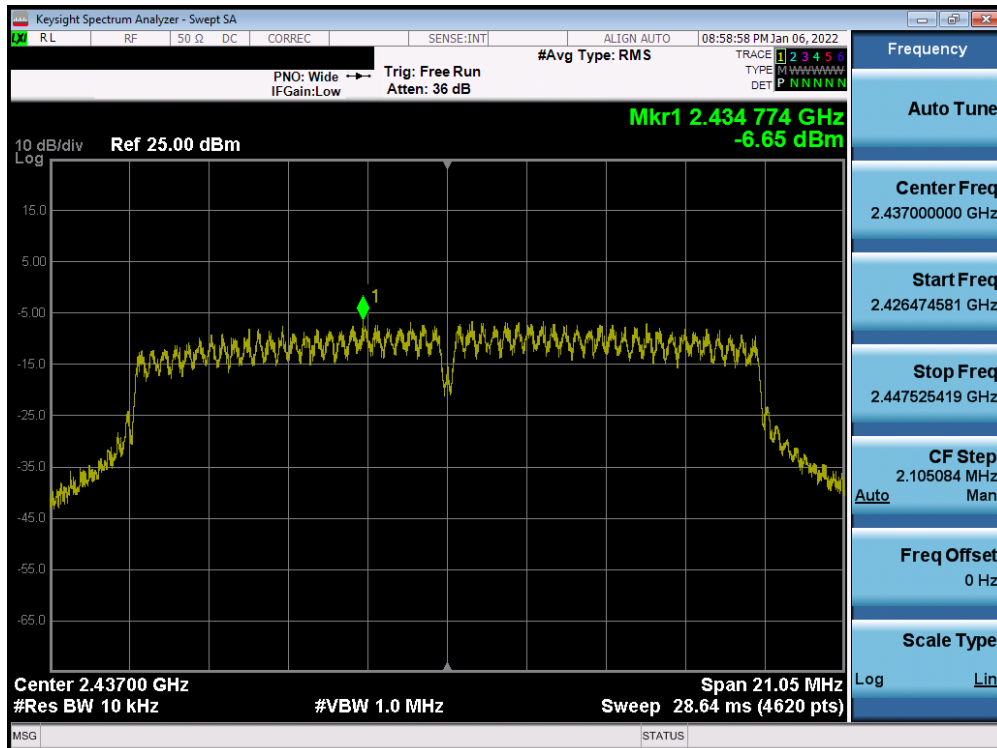 Keysight Spectrum Analyzer - Swept SA
LXI RL RF 50 Ω DC CORREC SENSE:INT ALIGN AUTO 08:58:58 PM Jan 06, 2022
#Avg Type: RMS
TRACE 1 2 3 4 5 6
TYPE M WWWWW
DET P N N N N N
PNO: Wide
IFGain:Low
Trig: Free Run
Atten: 36 dB
Mkr1 2.434 774 GHz
-6.65 dBm
10 dB/div
Log
Ref 25.00 dBm
15.0
5.00
-5.00
-15.0
-25.0
-35.0
-45.0
-55.0
-65.0
1
Center 2.43700 GHz
Span 21.05 MHz
#Res BW 10 kHz
#VBW 1.0 MHz
Sweep 28.64 ms (4620 pts)
MSG
STATUS
Frequency
Auto Tune
Center Freq
2.437000000 GHz
Start Freq
2.426474581 GHz
Stop Freq
2.447525419 GHz
CF Step
2.105084 MHz
Auto Man
Freq Offset
0 Hz
Scale Type
Log Lin